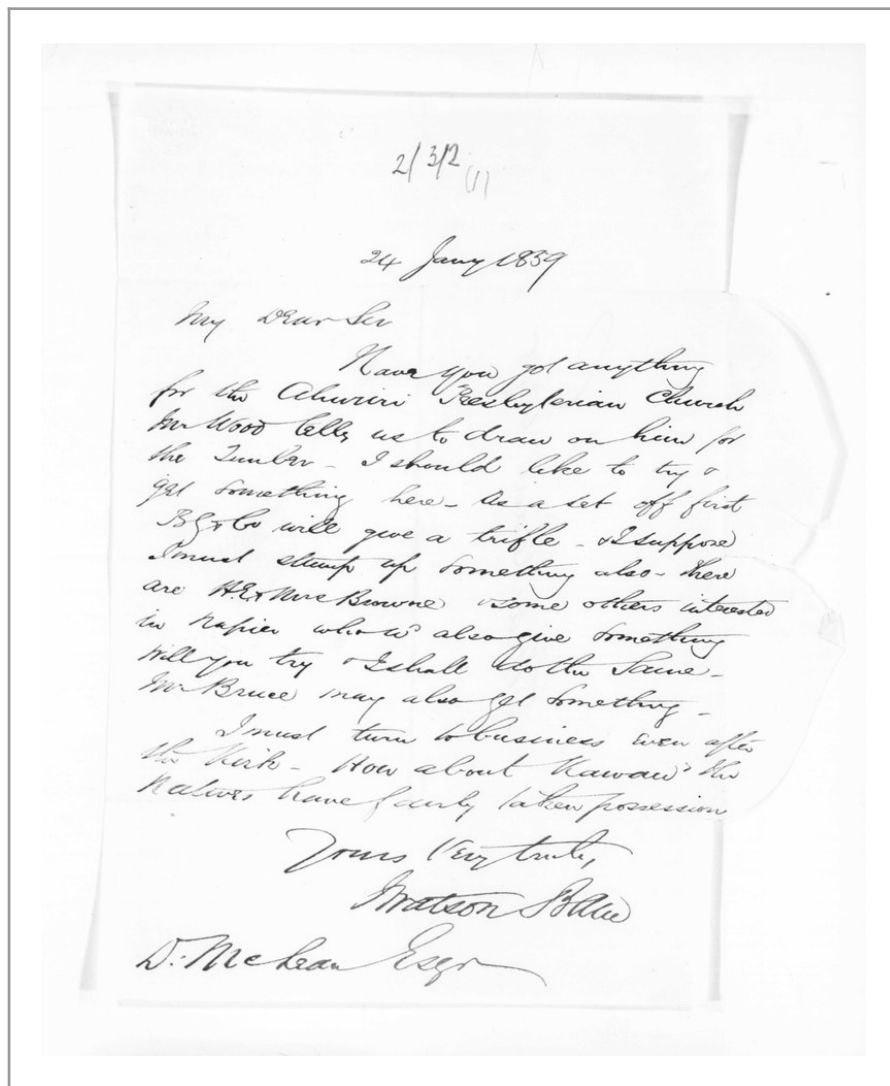 2/3/2 (1)
24 Jany 1859
My Dear Sir
Have you got anything
for the Ahuriri Presbyterian Church
Mr Wood tells us to draw on him for
the Timber - I should like to try &
get something here - As a set off first
B G & Co will give a trifle - & I suppose
I must stump up something also - there
are H.E. & Mrs Browne & some others interested
in Napier who wd also give something
Will you try & I shall do the Same -
Mr Bruce may also get something -
I must turn to business even after
the Kirk - How about Kawau? the
Natives have fairly taken possession
Yours Very truly,
Watson
D. McLean Esqr